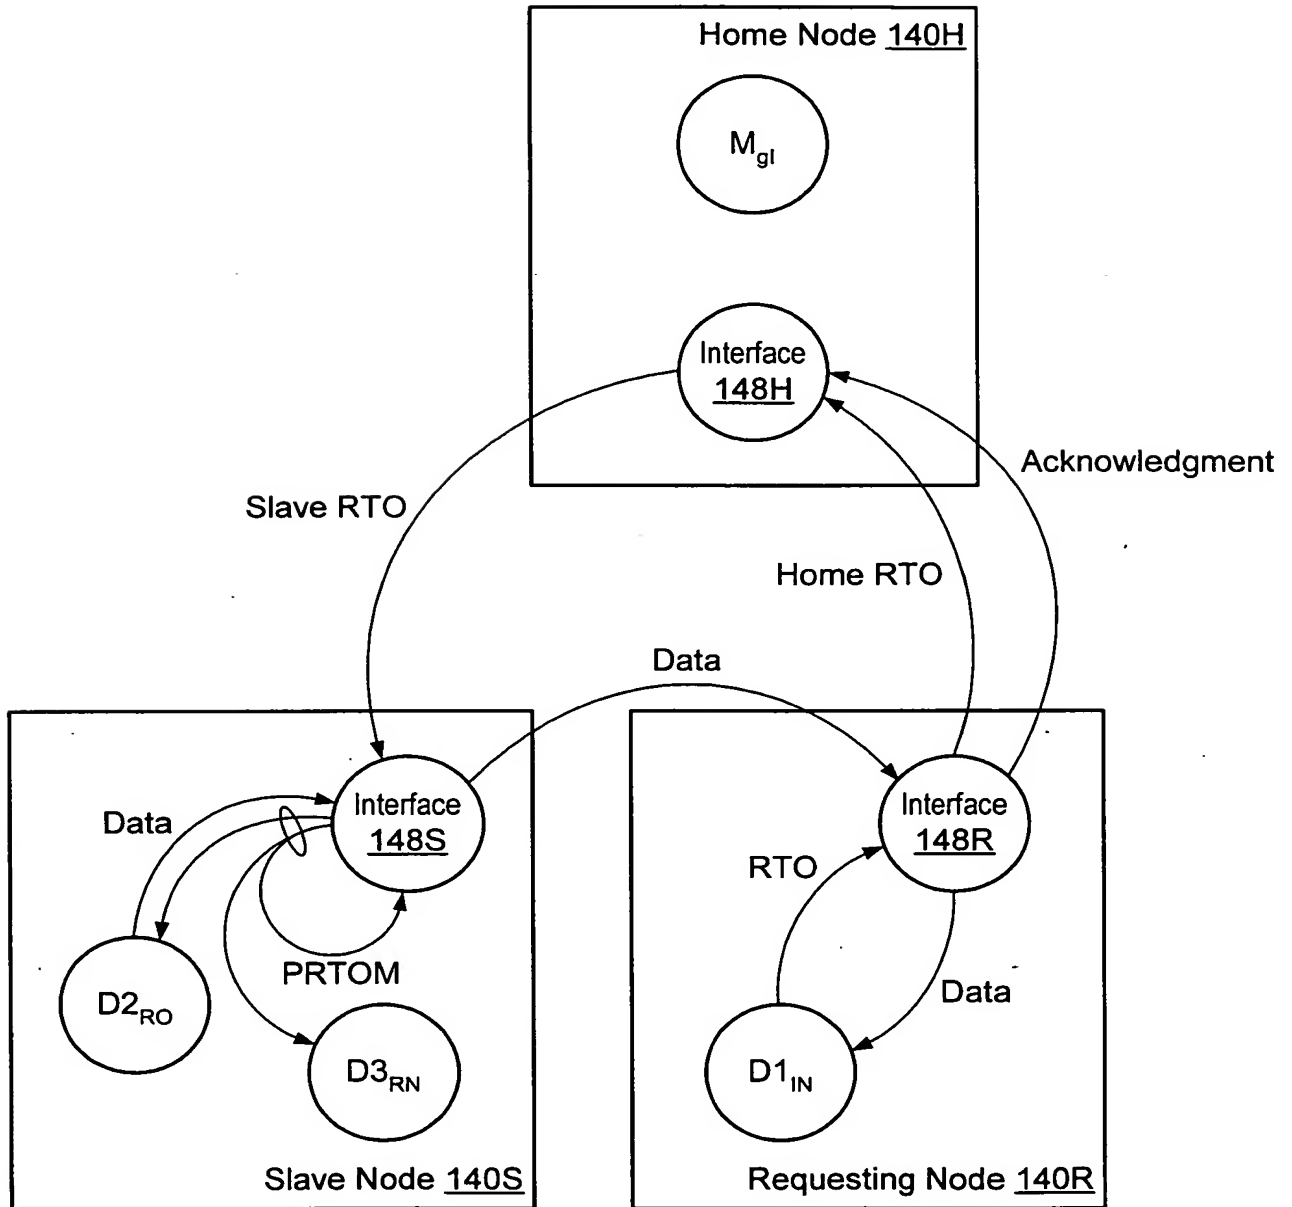 Home Node 140H
Mgl
Interface
148H
Acknowledgment
Slave RTO
Home RTO
Data
Interface
148S
Data
PRTOM
D2RO
D3RN
Slave Node 140S
Interface
148R
RTO
Data
D1IN
Requesting Node 140R